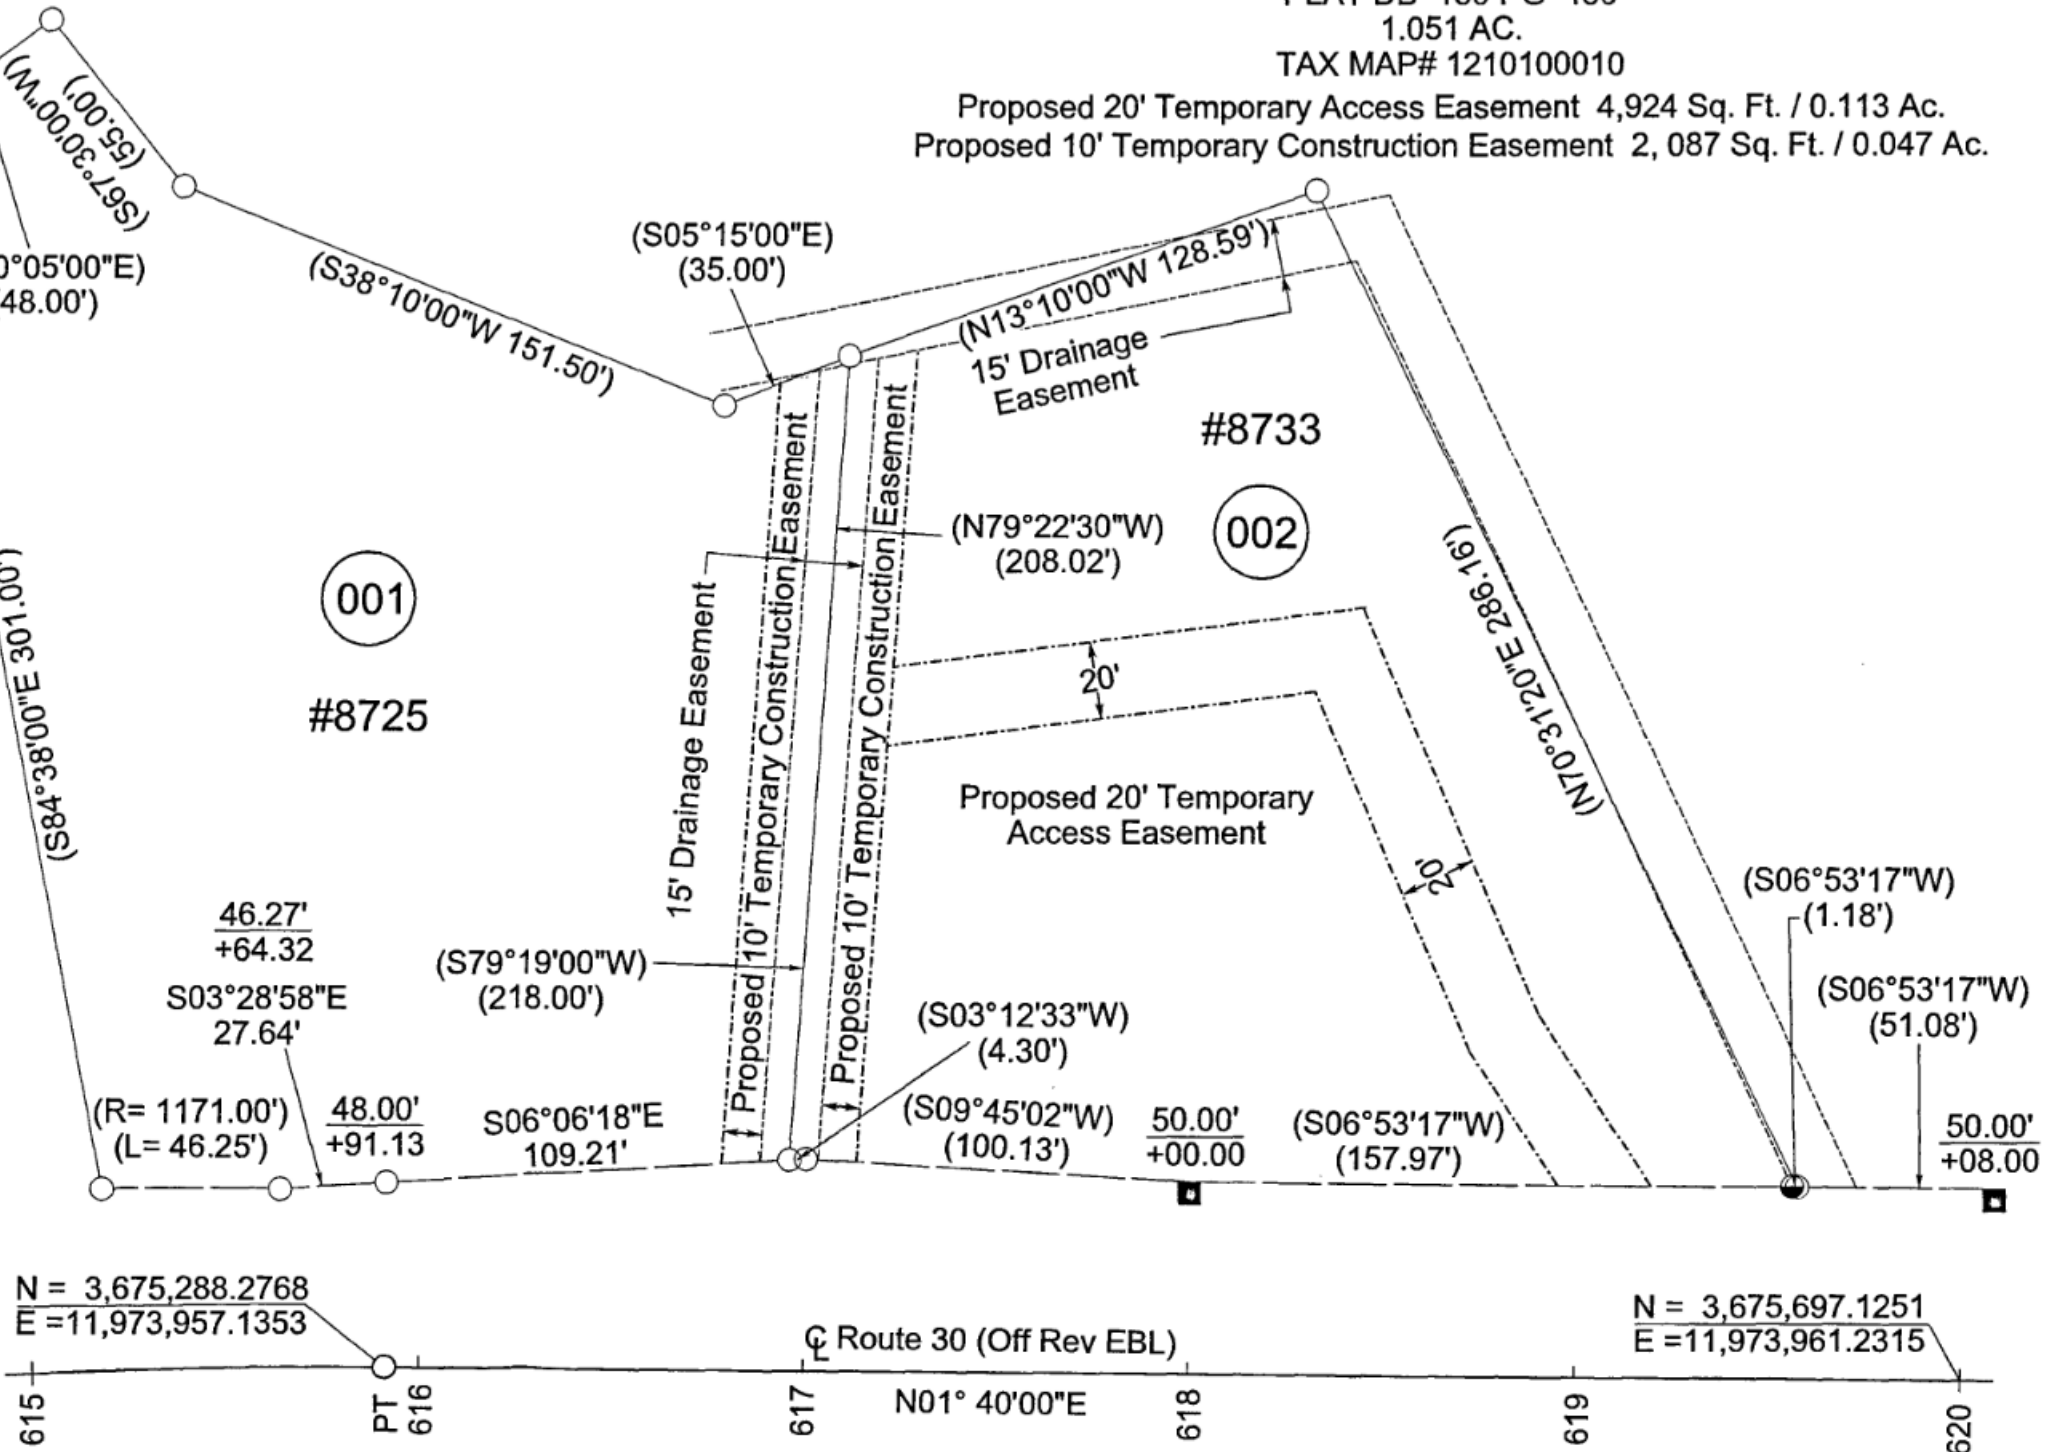 1.051 AC.
TAX MAP# 1210100010
Proposed 20' Temporary Access Easement 4,924 Sq. Ft. / 0.113 Ac.
Proposed 10' Temporary Construction Easement 2, 087 Sq. Ft. / 0.047 Ac.
(S67°30'00"W)
(55.00')
°05'00"E)
48.00')
(S38°10'00"W 151.50')
(S05°15'00"E)
(35.00')
(N13°10'00"W 128.59')
15' Drainage
Easement
#8733
002
(N79°22'30"W)
(208.02')
001
#8725
(S84°38'00"E 301.00')
15' Drainage Easement
Proposed 10' Temporary Construction Easement
Proposed 10' Temporary Construction Easement
20'
Proposed 20' Temporary
Access Easement
20'
(N70°31'20"E 286.16')
(S06°53'17"W)
(1.18')
(S06°53'17"W)
(51.08')
46.27'
+64.32
S03°28'58"E
27.64'
(S79°19'00"W)
(218.00')
(S03°12'33"W)
(4.30')
(R= 1171.00')
(L= 46.25')
48.00'
+91.13
S06°06'18"E
109.21'
(S09°45'02"W)
(100.13')
50.00'
+00.00
(S06°53'17"W)
(157.97')
50.00'
+08.00
N = 3,675,288.2768
E =11,973,957.1353
℄ Route 30 (Off Rev EBL)
N = 3,675,697.1251
E =11,973,961.2315
N01° 40'00"E
615
PT
616
617
618
619
620